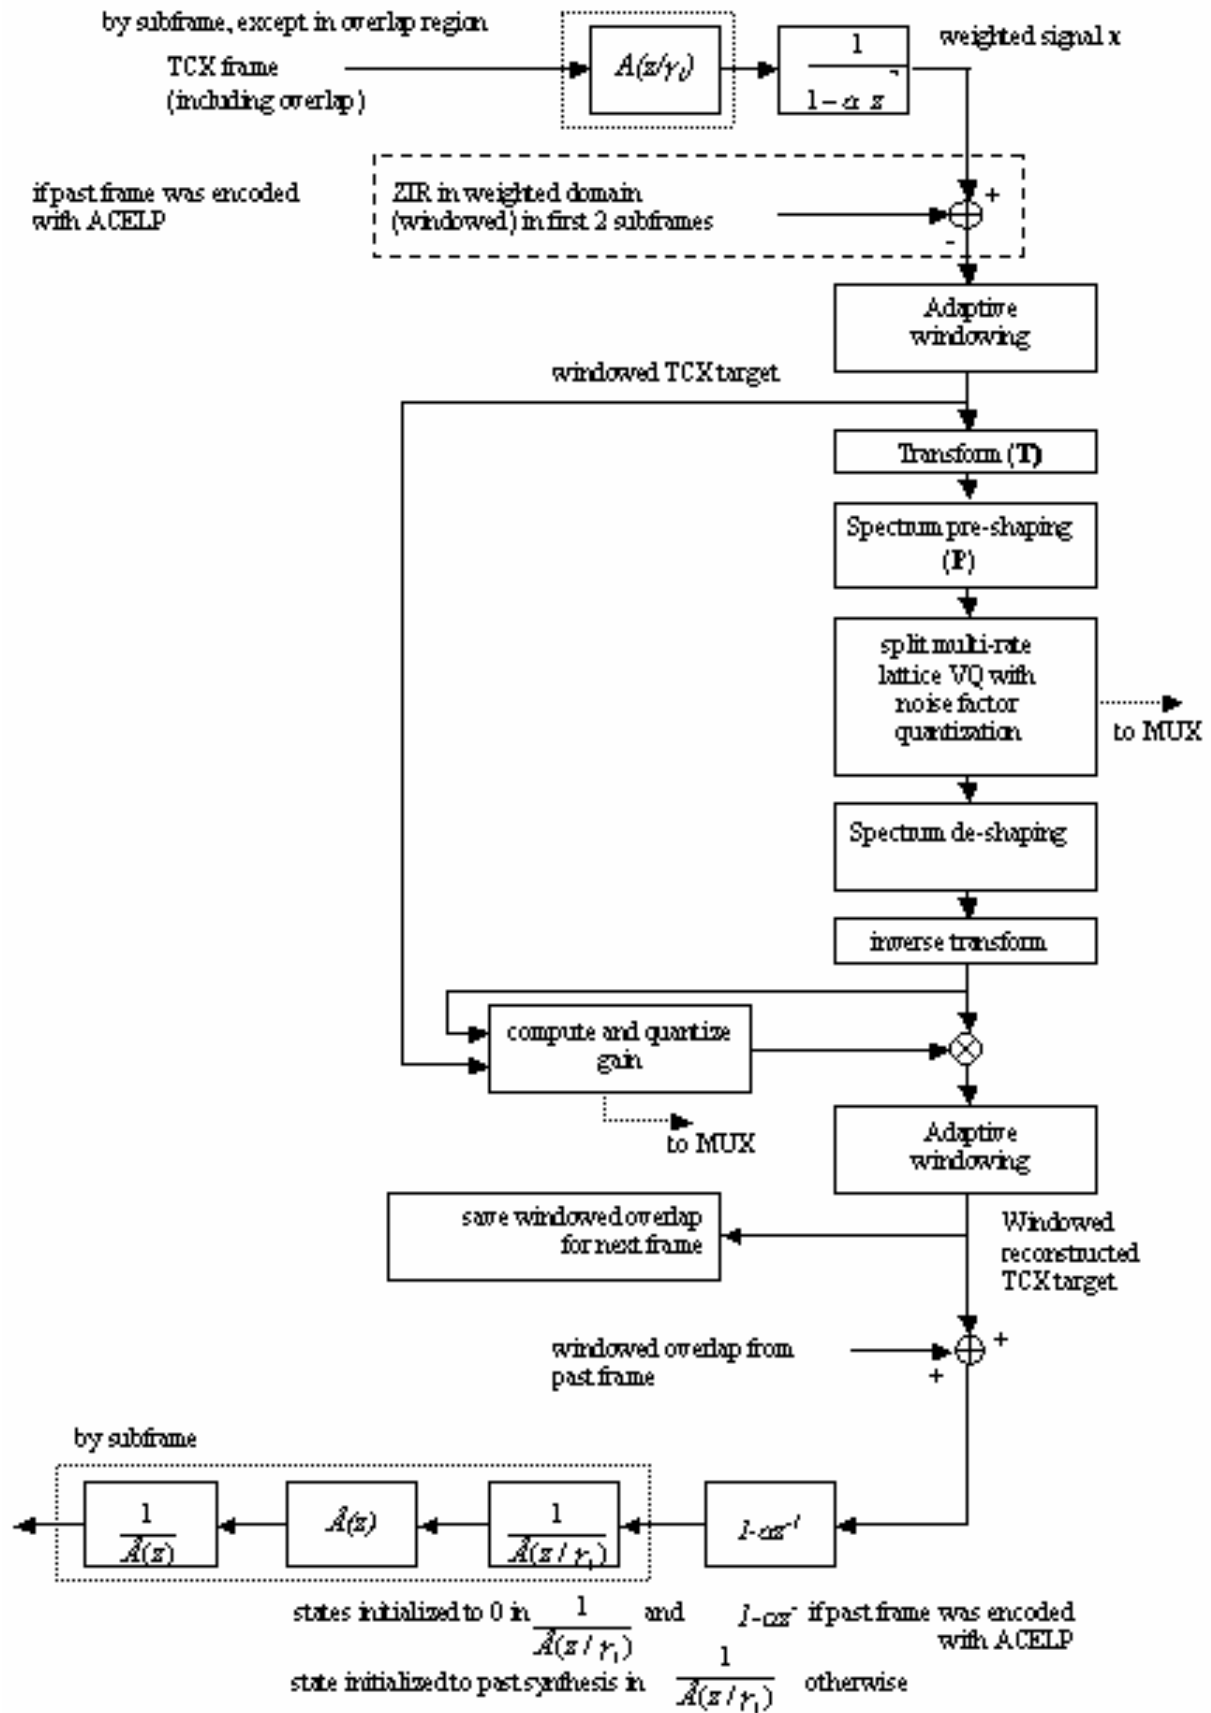 by subframe, except in overlap region
TCX frame
(including overlap)
A(z/γ₁)
1
1 – α z
weighted signal x
if past frame was encoded
with ACELP
ZIR in weighted domain
(windowed) in first 2 subframes
+
-
Adaptive
windowing
windowed TCX target
Transform (T)
Spectrum pre-shaping
(P)
split multi-rate
lattice VQ with
noise factor
quantization
to MUX
Spectrum de-shaping
inverse transform
compute and quantize
gain
to MUX
Adaptive
windowing
save windowed overlap
for next frame
Windowed
reconstructed
TCX target
windowed overlap from
past frame
+
+
by subframe
1
Â(z)
Â(z)
1
Â(z / γ₁)
1-αz⁻¹
states initialized to 0 in 1 / Â(z / γ₁) and 1-αz⁻ if past frame was encoded
with ACELP
state initialized to past synthesis in 1 / Â(z / γ₁) otherwise